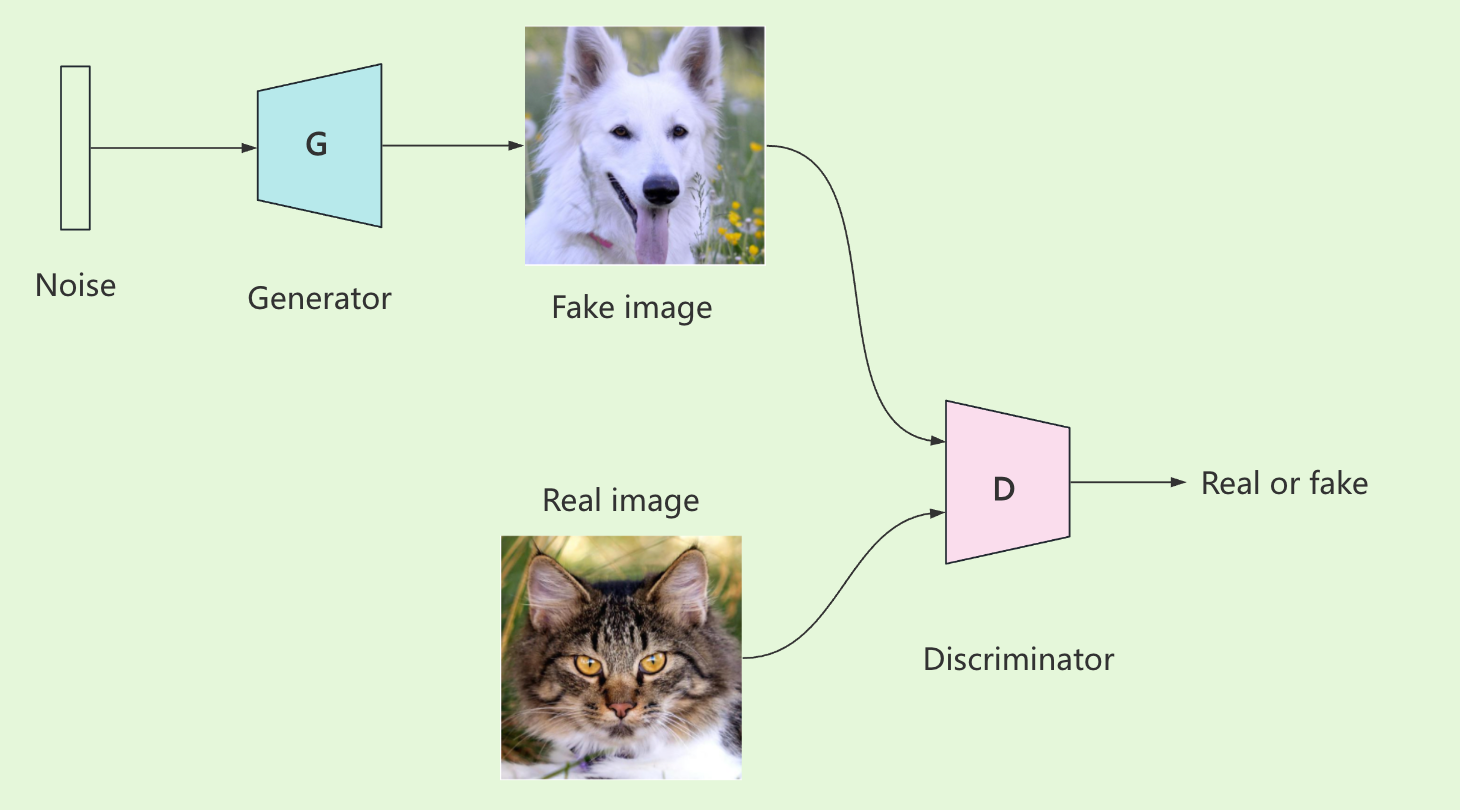 G
Noise
Generator
Fake image
Real image
D
Real or fake
Discriminator